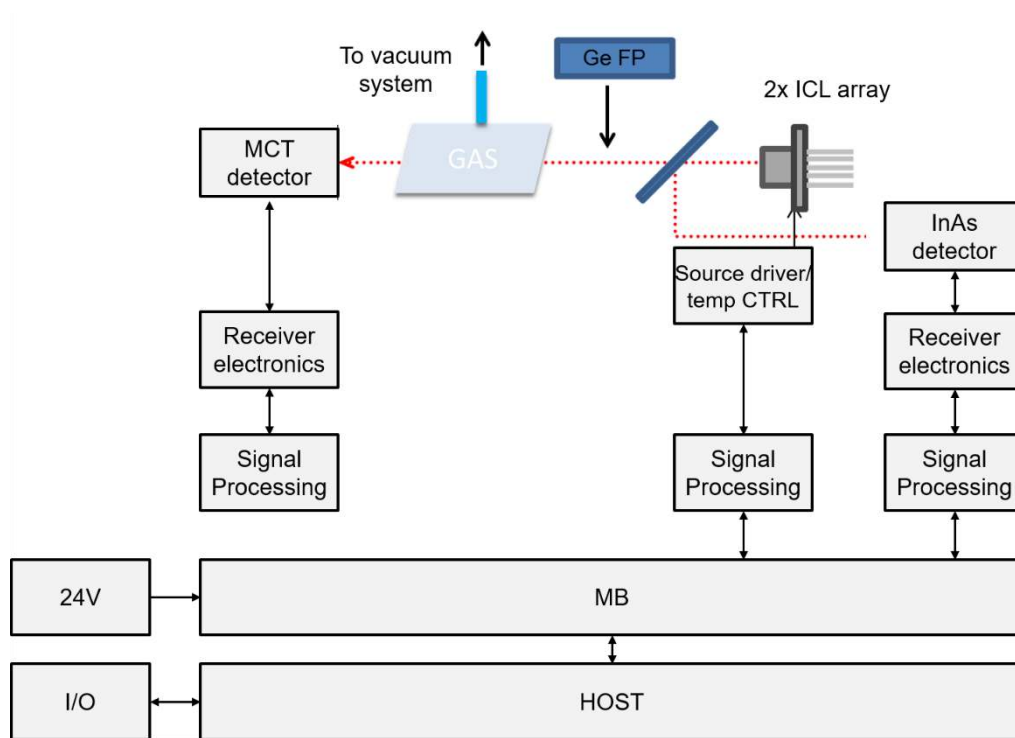 To vacuum
system
Ge FP
2x ICL array
MCT
detector
GAS
InAs
detector
Source driver/
temp CTRL
Receiver
electronics
Receiver
electronics
Signal
Processing
Signal
Processing
Signal
Processing
24V
MB
I/O
HOST